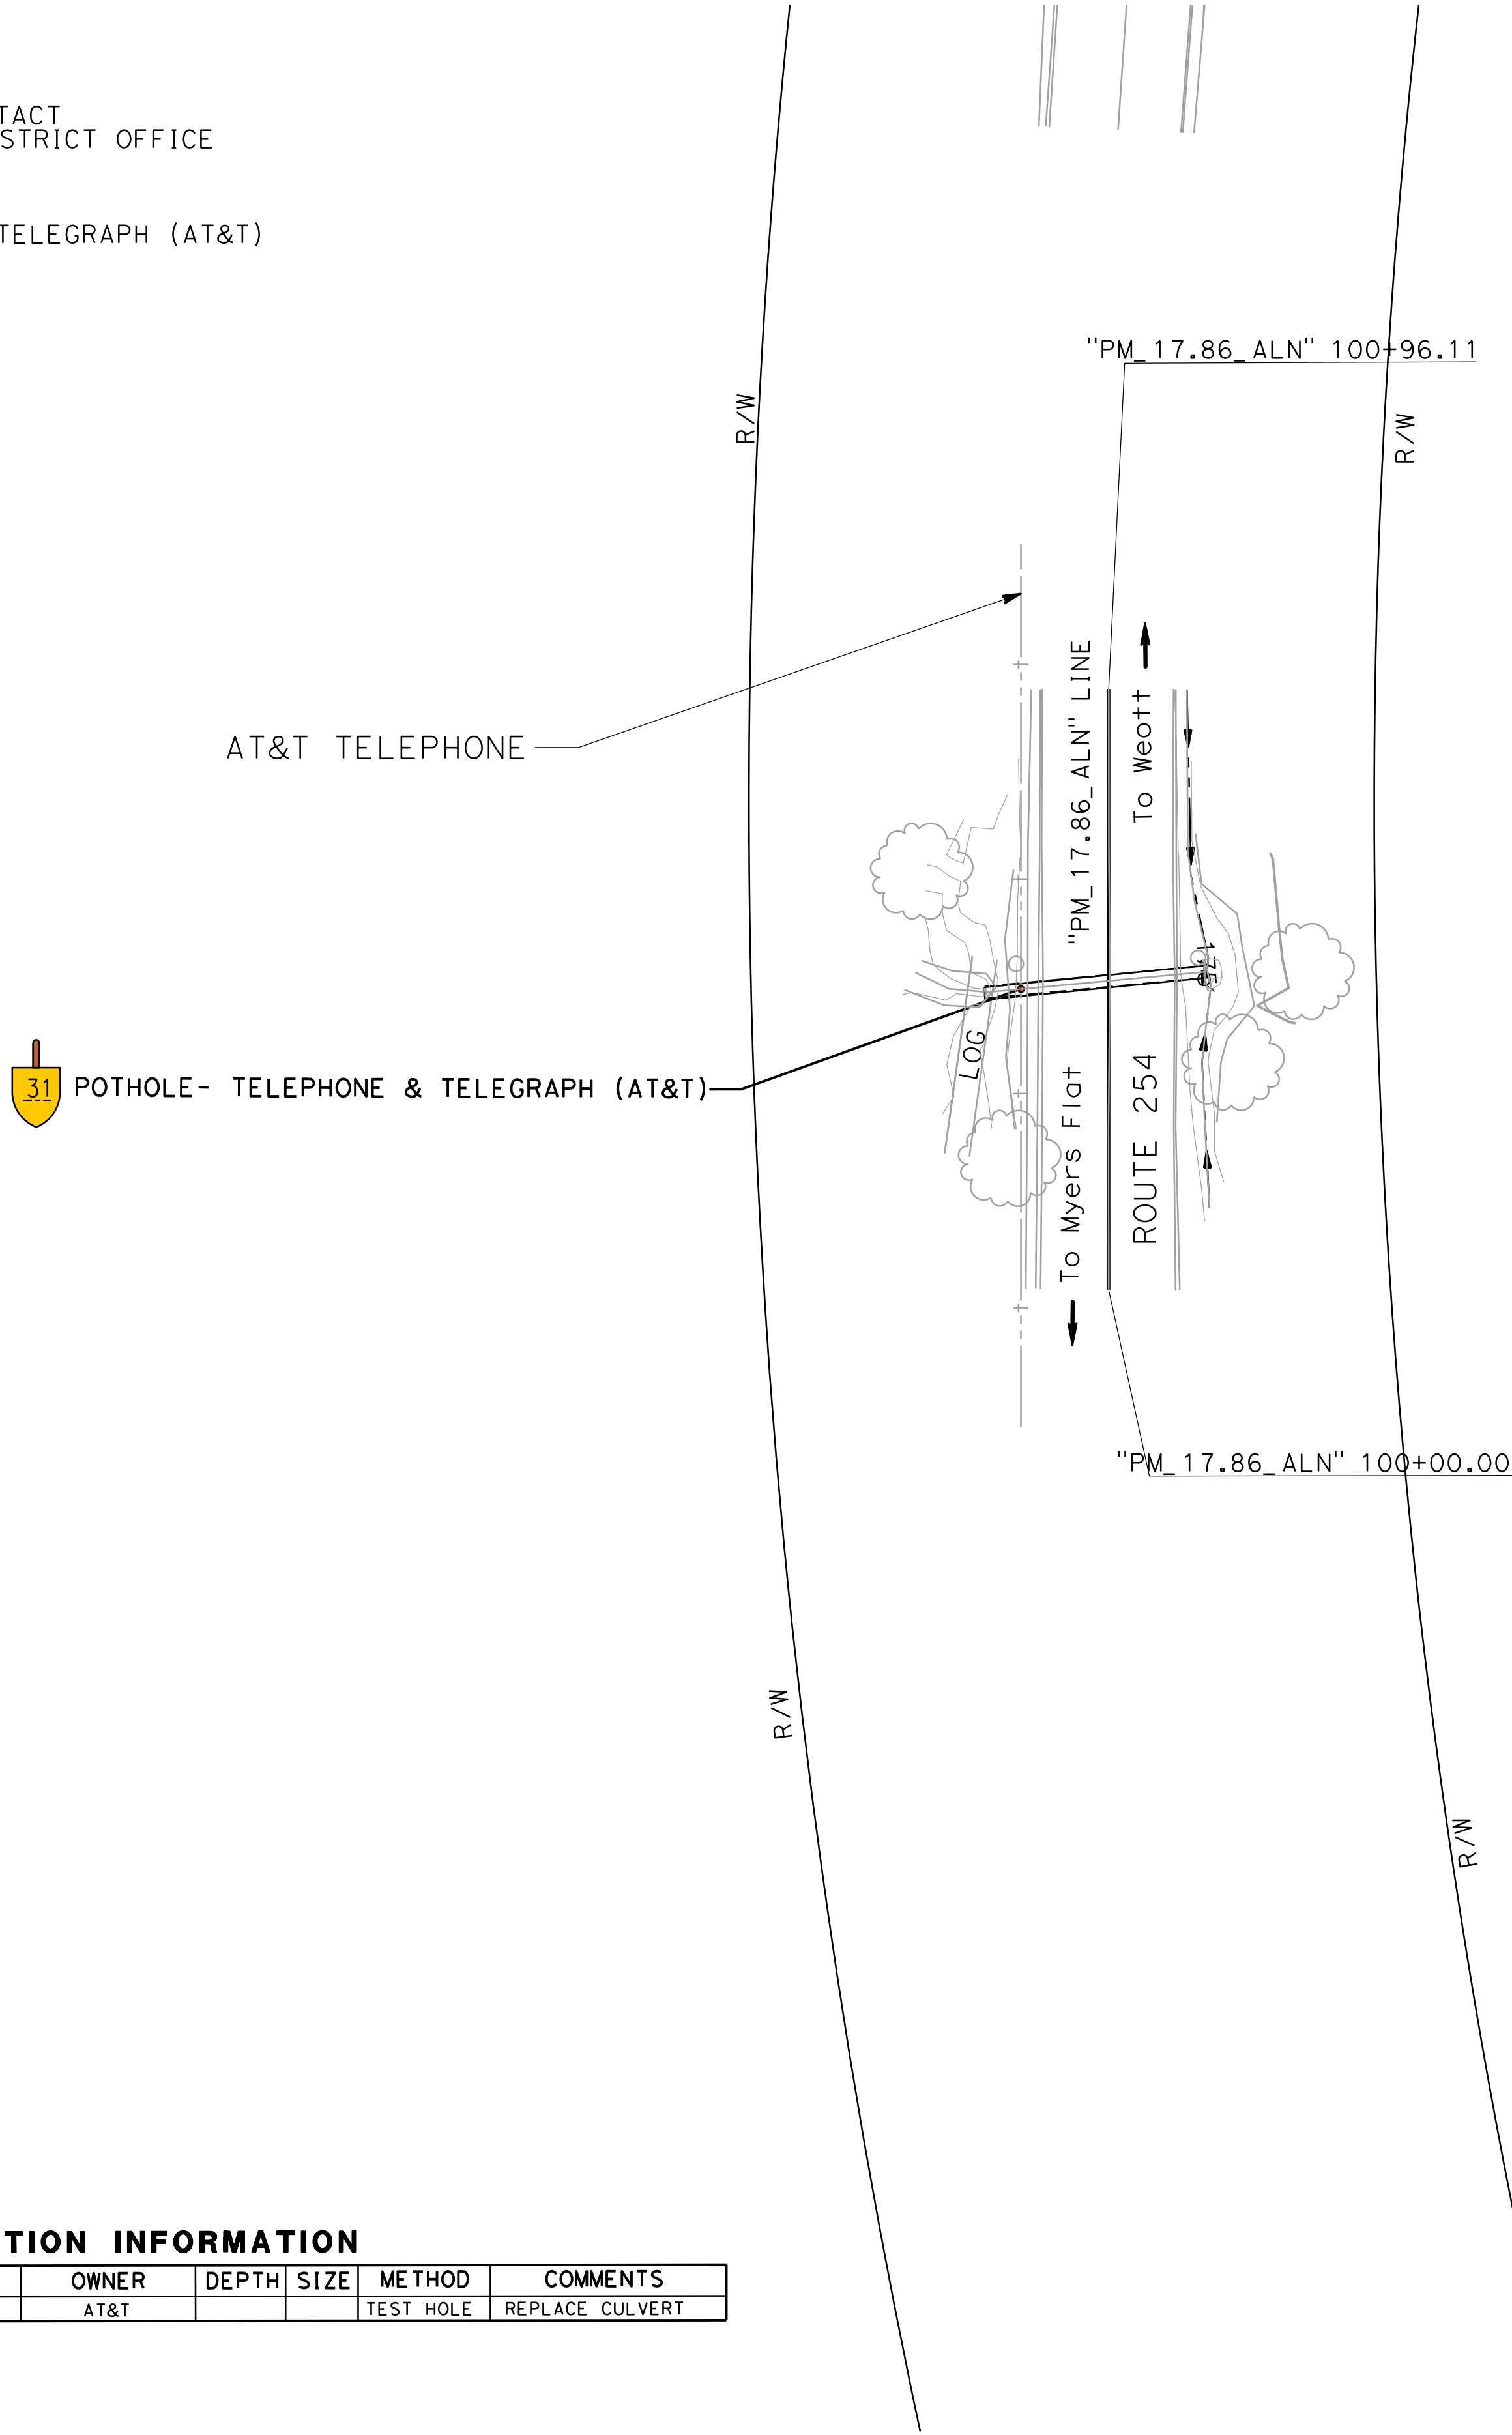 TACT
STRICT OFFICE
TELEGRAPH (AT&T)
"PM_17.86_ALN" 100+96.11
R/W
R/W
"PM_17.86_ALN" LINE
To Weott
AT&T TELEPHONE
LOG
31
POTHOLE- TELEPHONE & TELEGRAPH (AT&T)
To Myers Flat
ROUTE 254
"PM_17.86_ALN" 100+00.00
R/W
R/W
TION INFORMATION
OWNER DEPTH SIZE METHOD COMMENTS
AT&T TEST HOLE REPLACE CULVERT